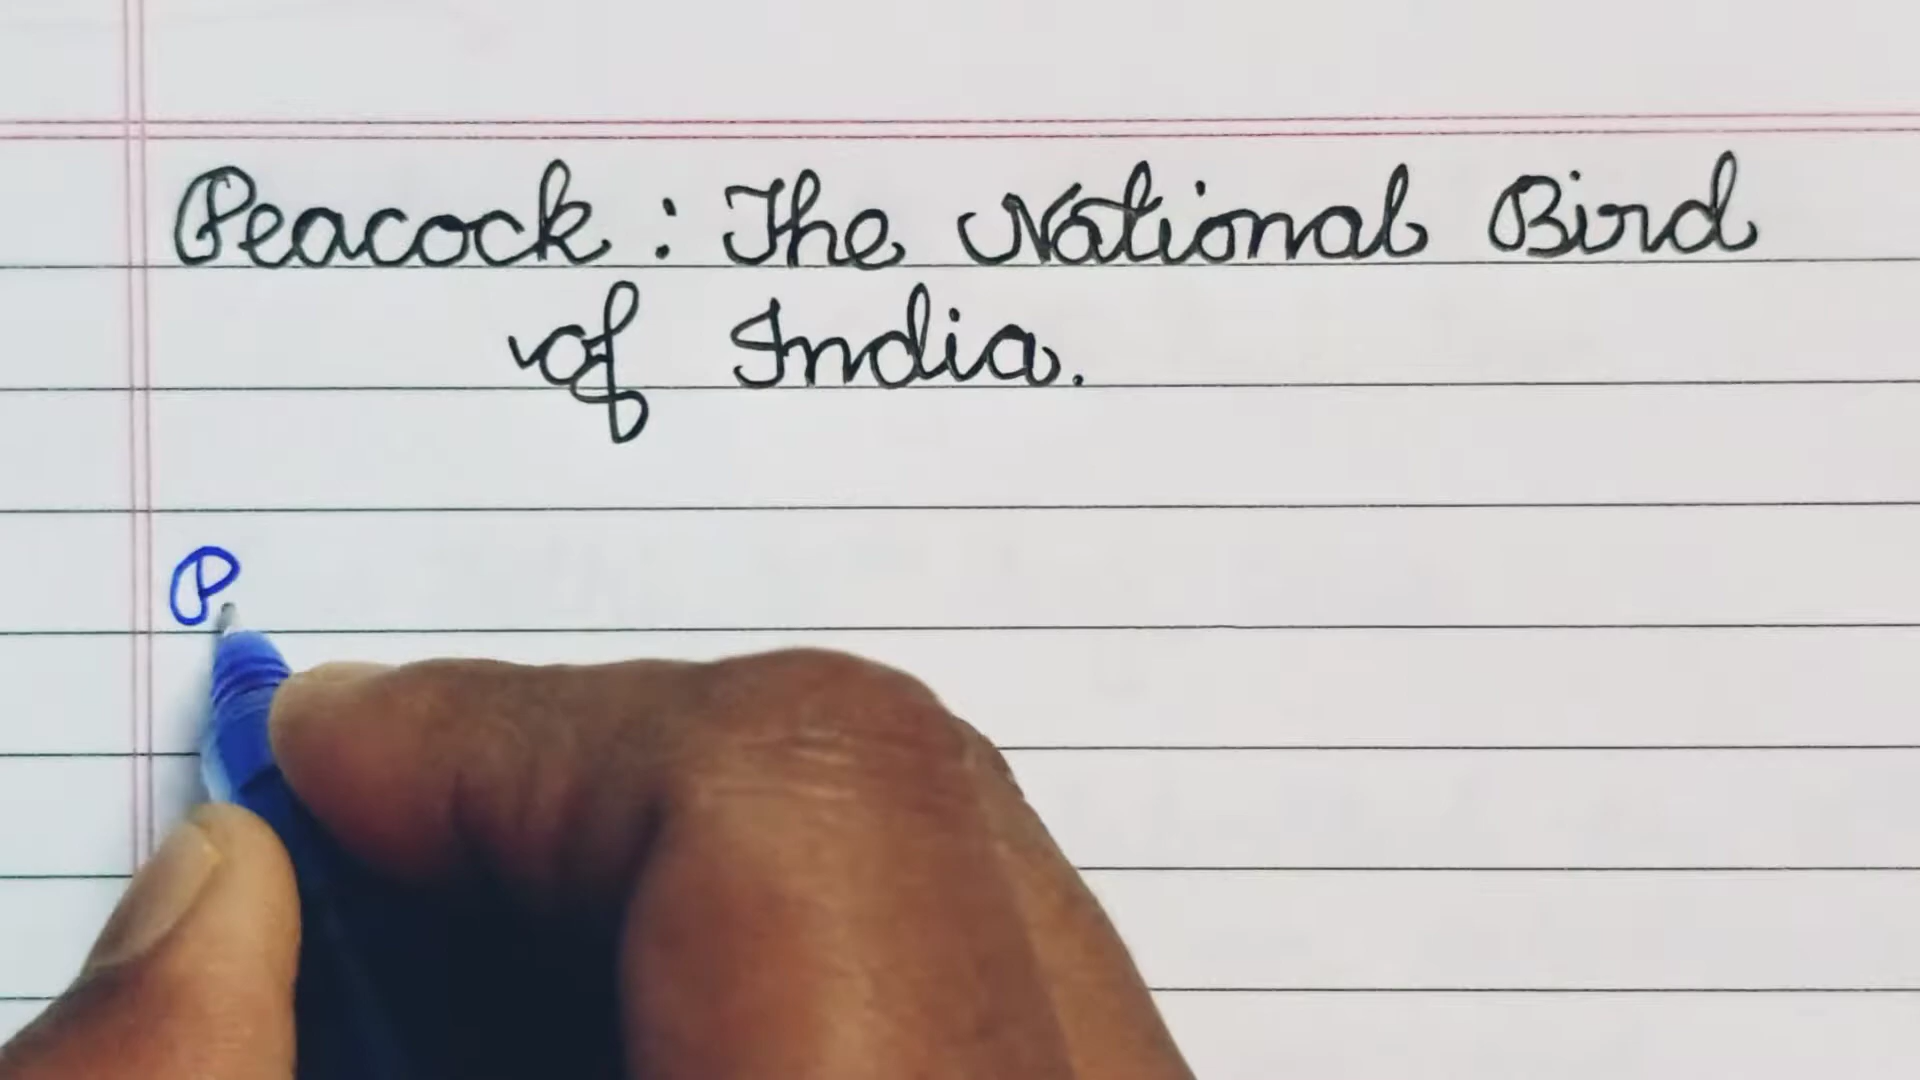 Peacock : The National Bird
of India.
P